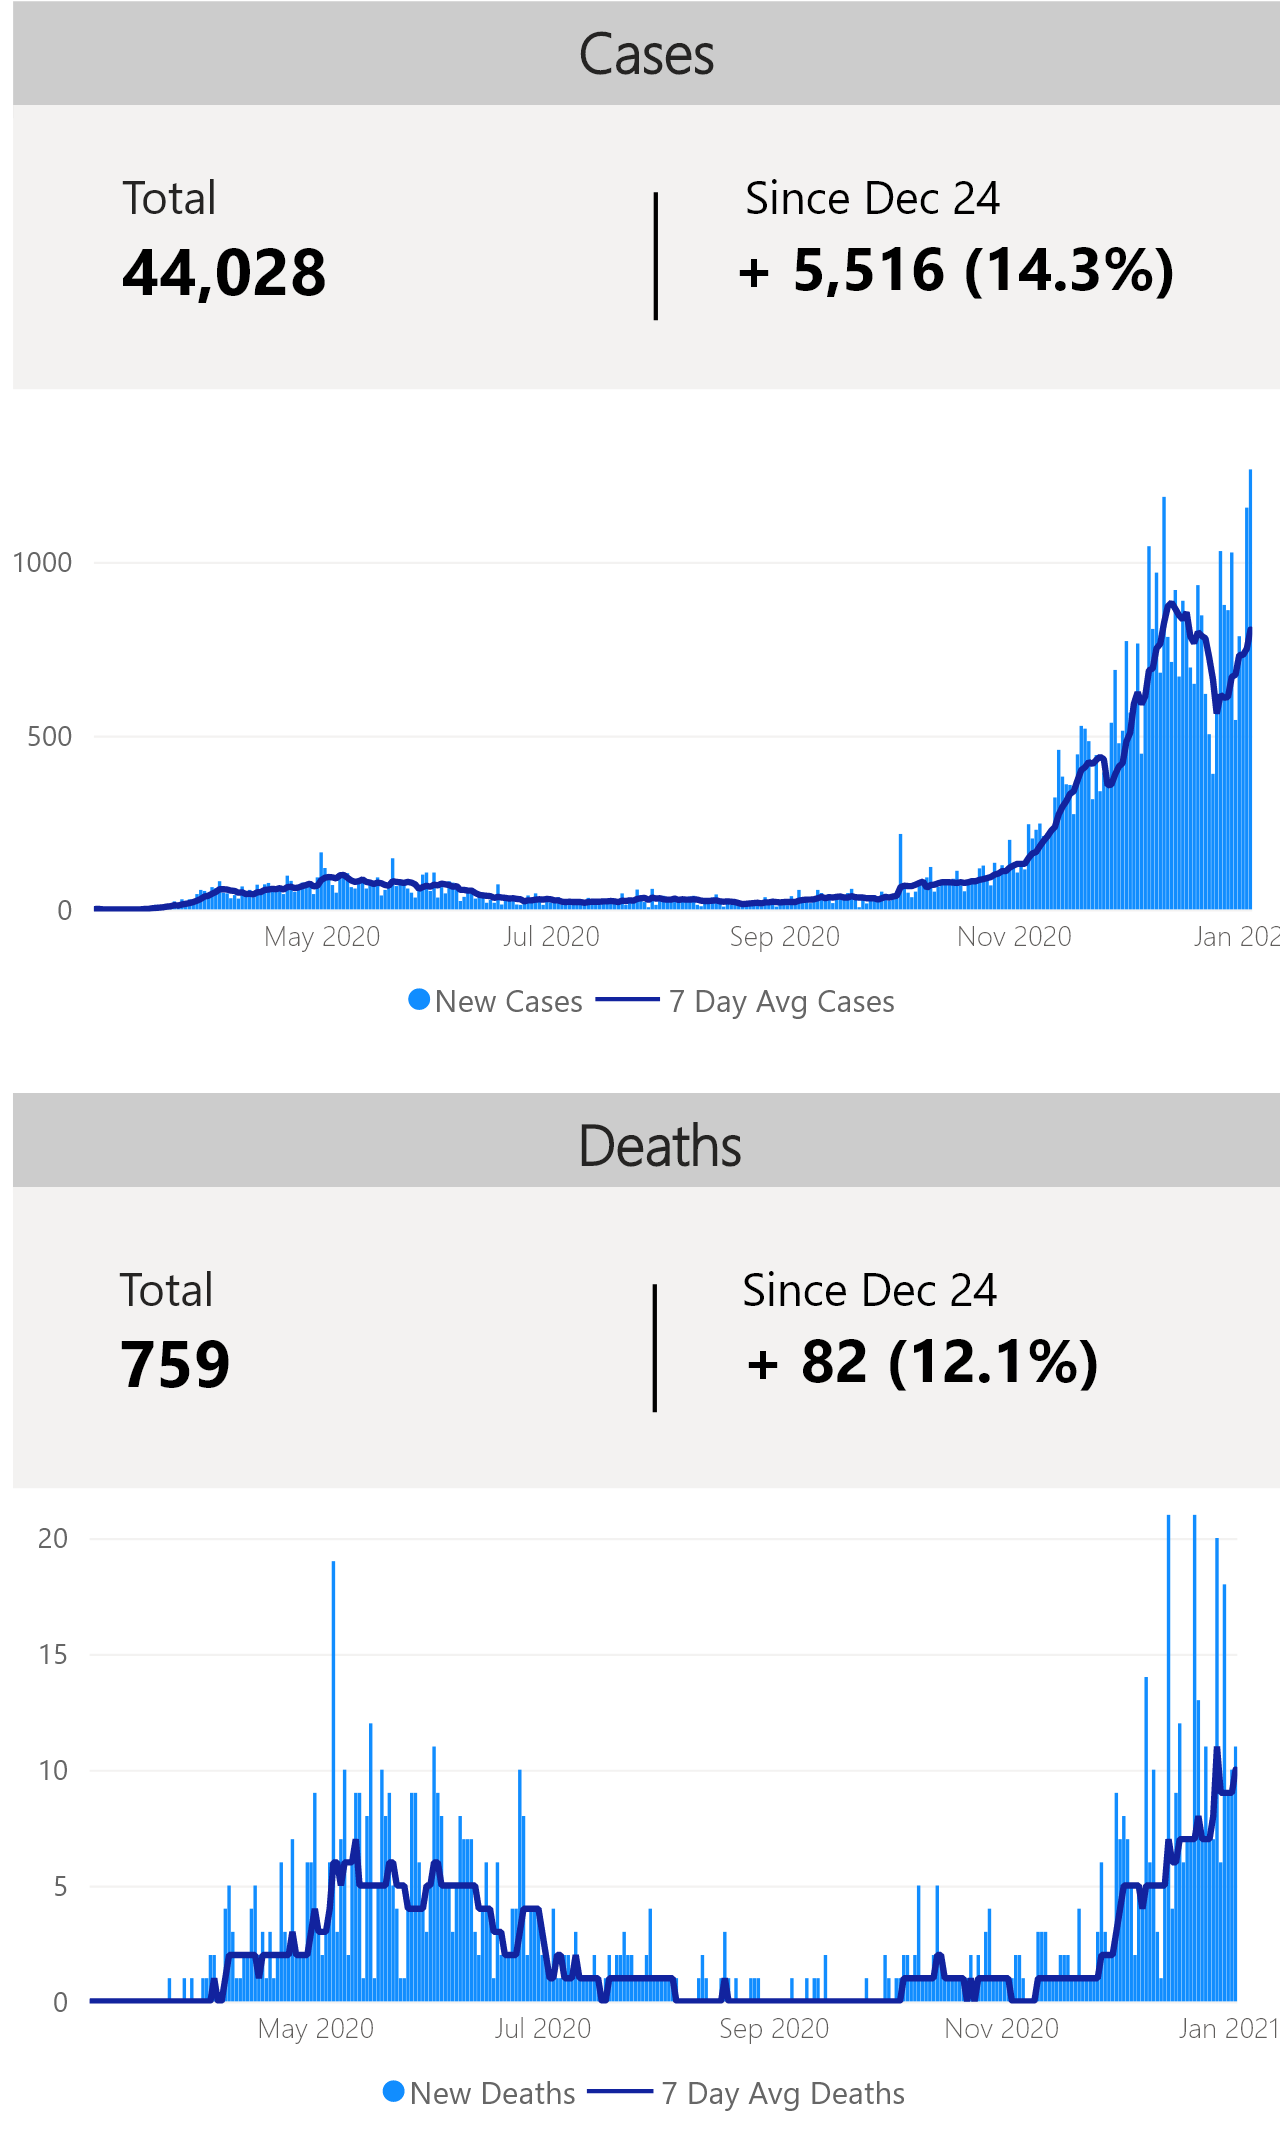 Cases
Total
Since Dec 24
44,028
+ 5,516 (14.3%)
1000
500
0
May 2020
Jul 2020
Sep 2020
Nov 2020
Jan 202
New Cases
7 Day Avg Cases
Deaths
Total
Since Dec 24
759
+ 82 (12.1%)
20
15
10
5
0
May 2020
Jul 2020
Sep 2020
Nov 2020
Jan 2021
New Deaths
7 Day Avg Deaths